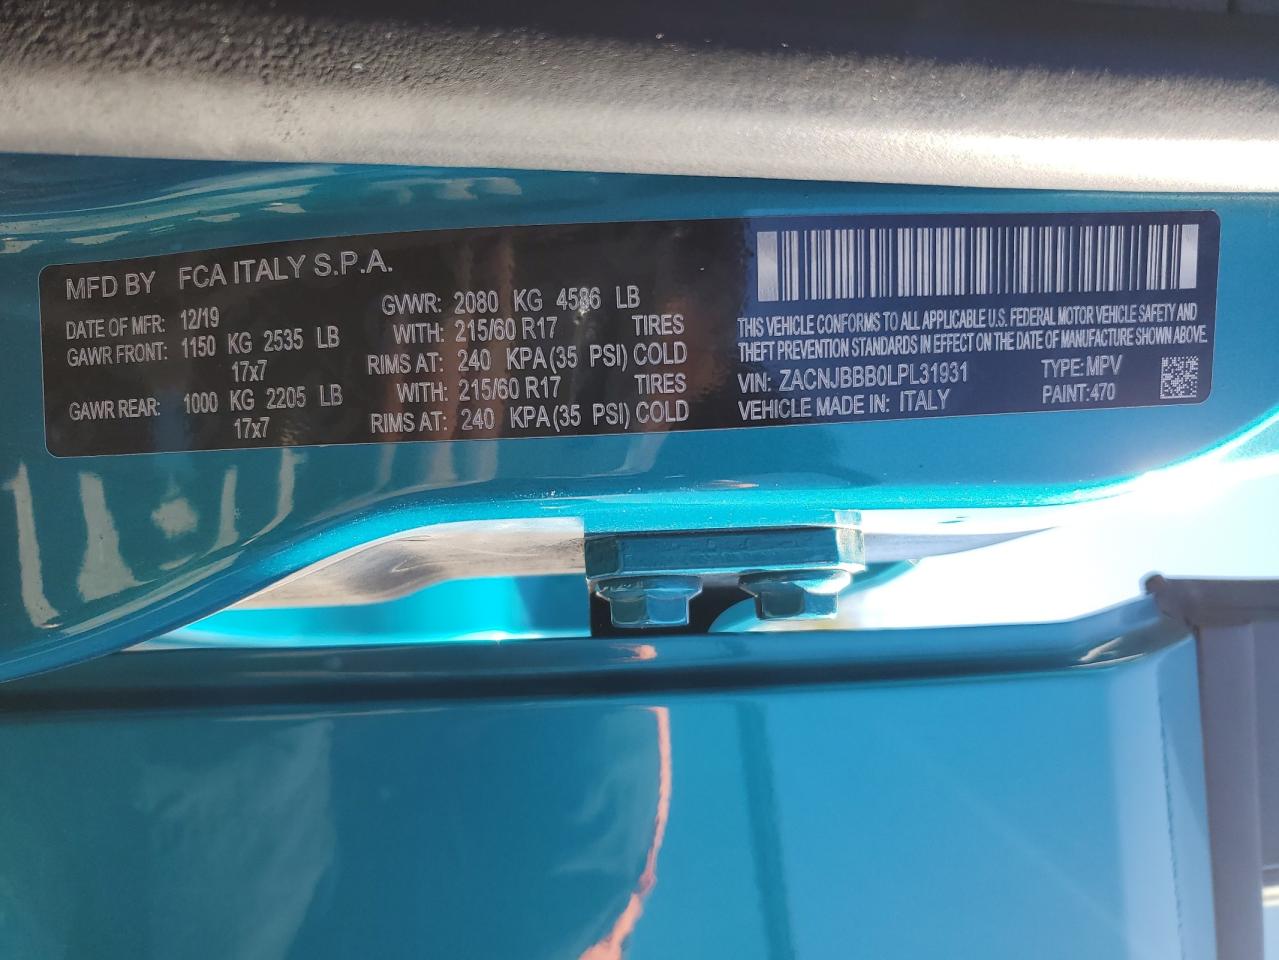 MFD BY FCA ITALY S.P.A.
DATE OF MFR: 12/19 GVWR: 2080 KG 4586 LB
GAWR FRONT: 1150 KG 2535 LB WITH: 215/60 R17 TIRES
17x7 RIMS AT: 240 KPA (35 PSI) COLD
GAWR REAR: 1000 KG 2205 LB WITH: 215/60 R17 TIRES
17x7 RIMS AT: 240 KPA (35 PSI) COLD
THIS VEHICLE CONFORMS TO ALL APPLICABLE U.S. FEDERAL MOTOR VEHICLE SAFETY AND
THEFT PREVENTION STANDARDS IN EFFECT ON THE DATE OF MANUFACTURE SHOWN ABOVE.
VIN: ZACNJBBB0LPL31931 TYPE: MPV
VEHICLE MADE IN: ITALY PAINT:470